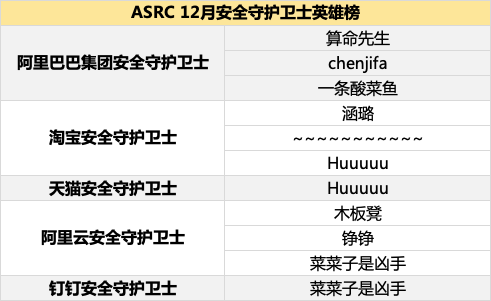 ASRC 12月安全守护卫士英雄榜
阿里巴巴集团安全守护卫士
算命先生
chenjifa
一条酸菜鱼
淘宝安全守护卫士
涵璐
~~~~~~~~~~~
Huuuuu
天猫安全守护卫士
Huuuuu
阿里云安全守护卫士
木板凳
铮铮
菜菜子是凶手
钉钉安全守护卫士
菜菜子是凶手